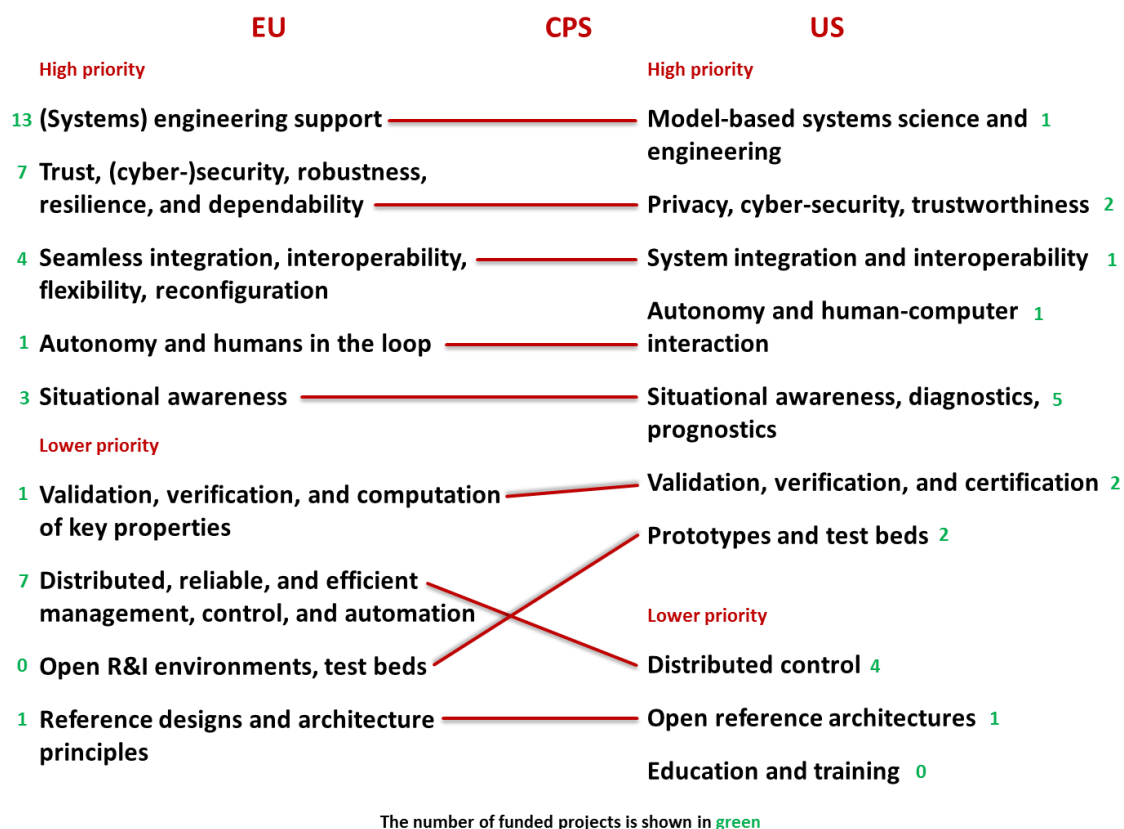 EU CPS US
High priority
13 (Systems) engineering support
7 Trust, (cyber-)security, robustness,
resilience, and dependability
4 Seamless integration, interoperability,
flexibility, reconfiguration
1 Autonomy and humans in the loop
3 Situational awareness
Lower priority
1 Validation, verification, and computation
of key properties
7 Distributed, reliable, and efficient
management, control, and automation
0 Open R&I environments, test beds
1 Reference designs and architecture
principles
High priority
Model-based systems science and 1
engineering
Privacy, cyber-security, trustworthiness 2
System integration and interoperability 1
Autonomy and human-computer 1
interaction
Situational awareness, diagnostics, 5
prognostics
Validation, verification, and certification 2
Prototypes and test beds 2
Lower priority
Distributed control 4
Open reference architectures 1
Education and training 0
The number of funded projects is shown in green